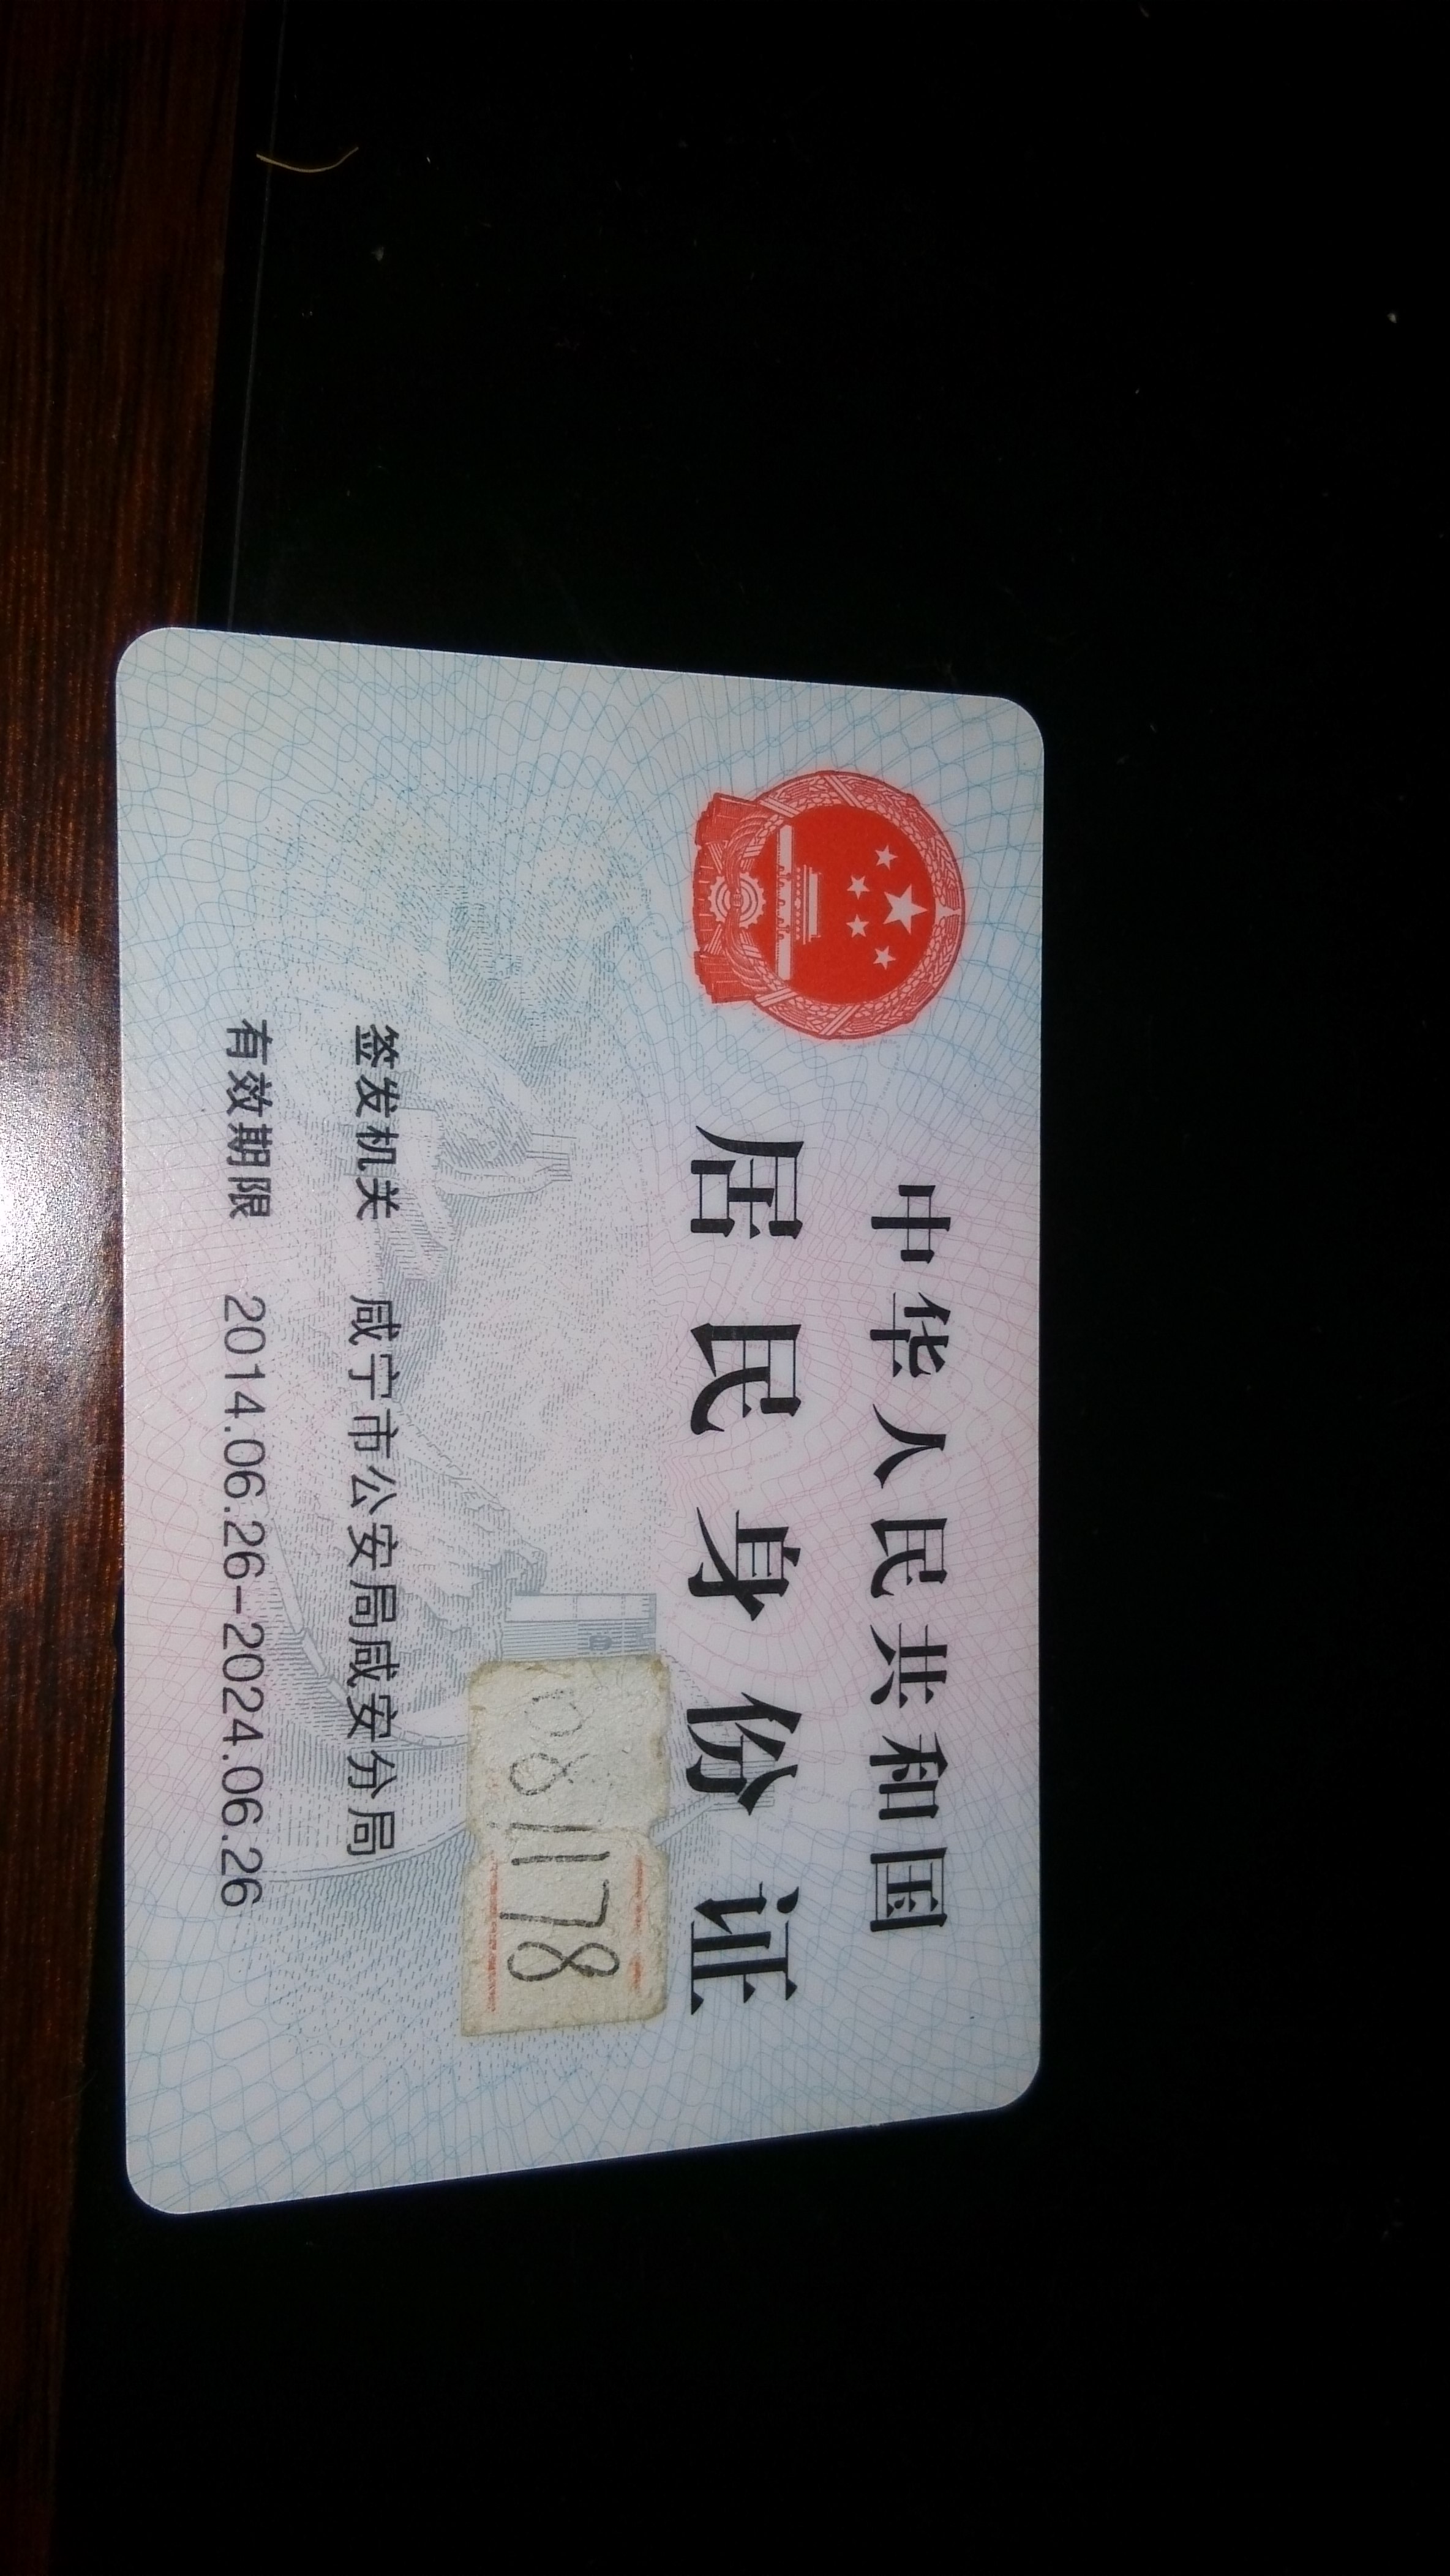 中华人民共和国
居民身份证
081178
签发机关 咸宁市公安局咸安分局
有效期限 2014.06.26-2024.06.26